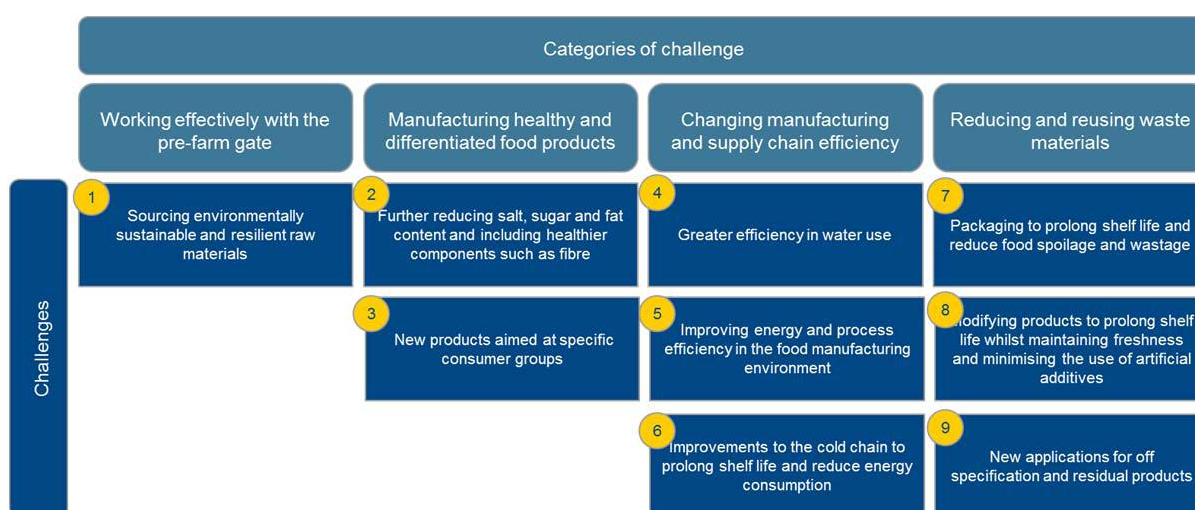 Categories of challenge
Working effectively with the
pre-farm gate
Manufacturing healthy and
differentiated food products
Changing manufacturing
and supply chain efficiency
Reducing and reusing waste
materials
Challenges
1
Sourcing environmentally
sustainable and resilient raw
materials
2
Further reducing salt, sugar and fat
content and including healthier
components such as fibre
3
New products aimed at specific
consumer groups
4
Greater efficiency in water use
5
Improving energy and process
efficiency in the food manufacturing
environment
6
Improvements to the cold chain to
prolong shelf life and reduce energy
consumption
7
Packaging to prolong shelf life and
reduce food spoilage and wastage
8
Modifying products to prolong shelf
life whilst maintaining freshness
and minimising the use of artificial
additives
9
New applications for off
specification and residual products